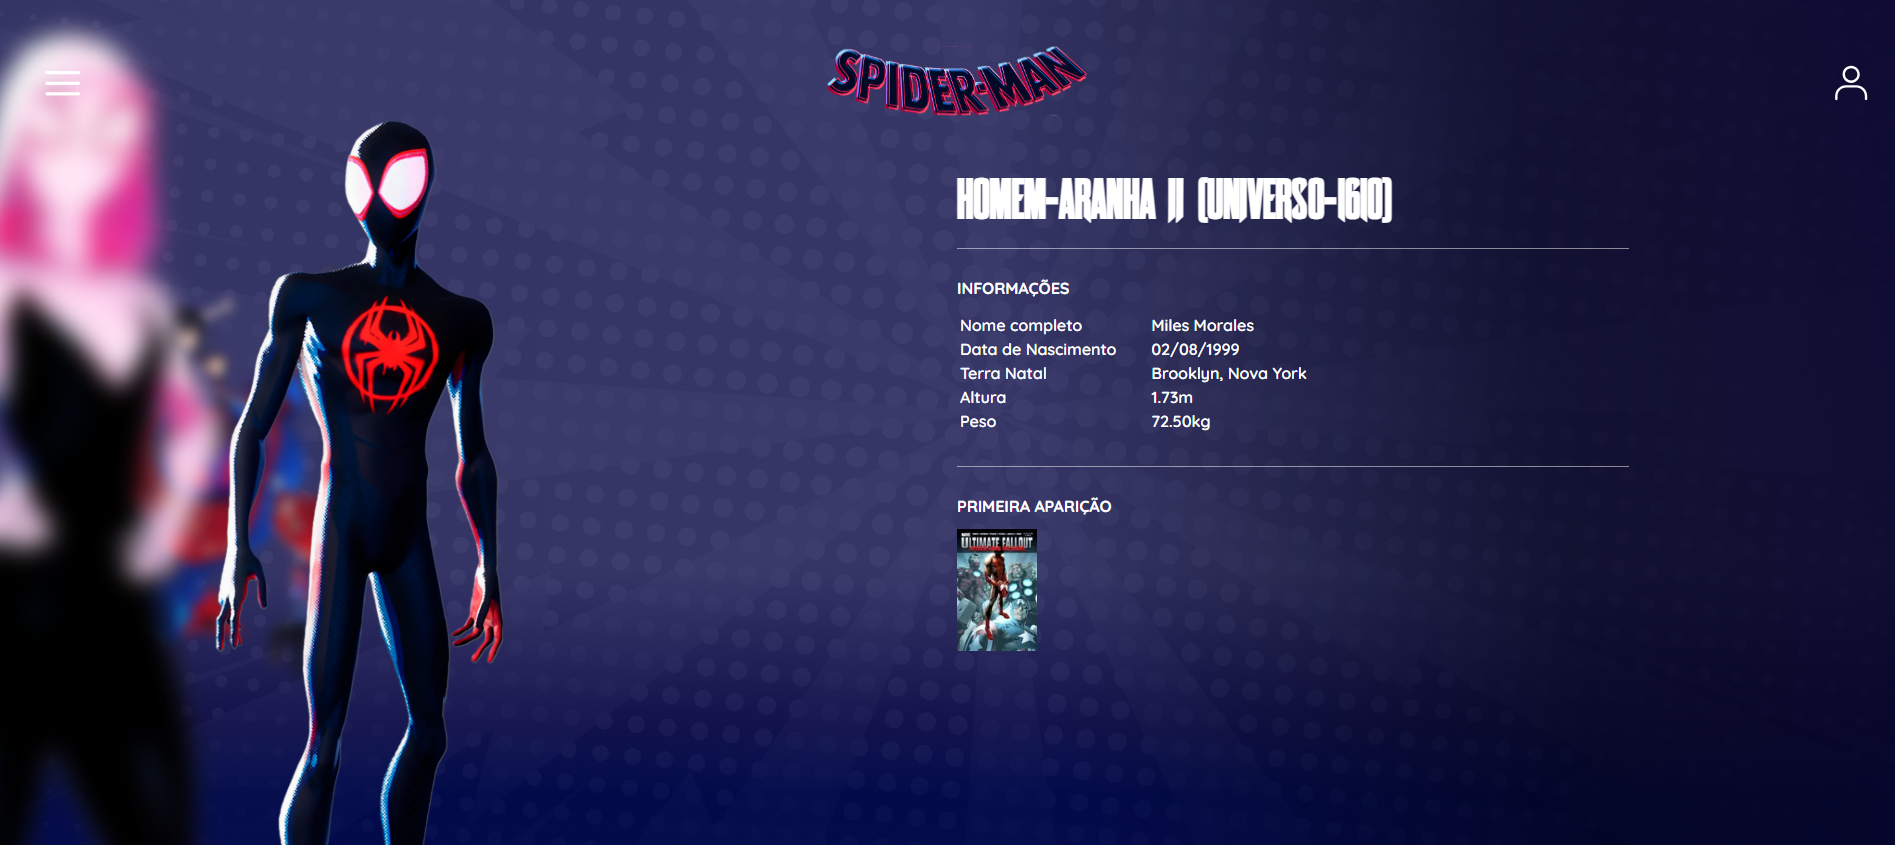 SPIDER-MAN
HOMEM-ARANHA II (UNIVERSO-1610)
INFORMAÇÕES
Nome completo Miles Morales
Data de Nascimento 02/08/1999
Terra Natal Brooklyn, Nova York
Altura 1.73m
Peso 72.50kg
PRIMEIRA APARIÇÃO
ULTIMATE FALLOUT